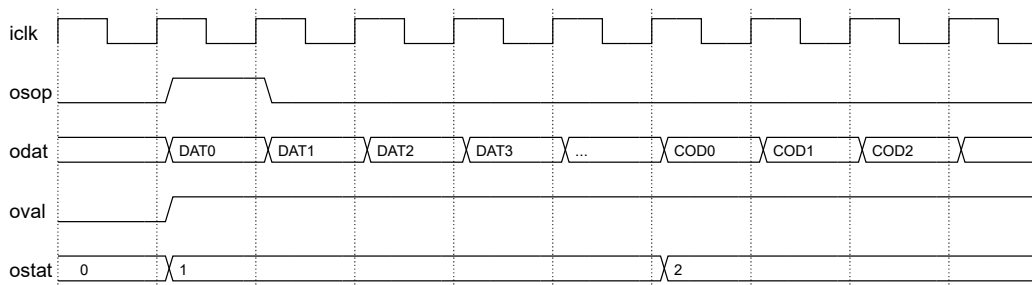 iclk
osop
odat DAT0 DAT1 DAT2 DAT3 ... COD0 COD1 COD2
oval
ostat 0 1 2